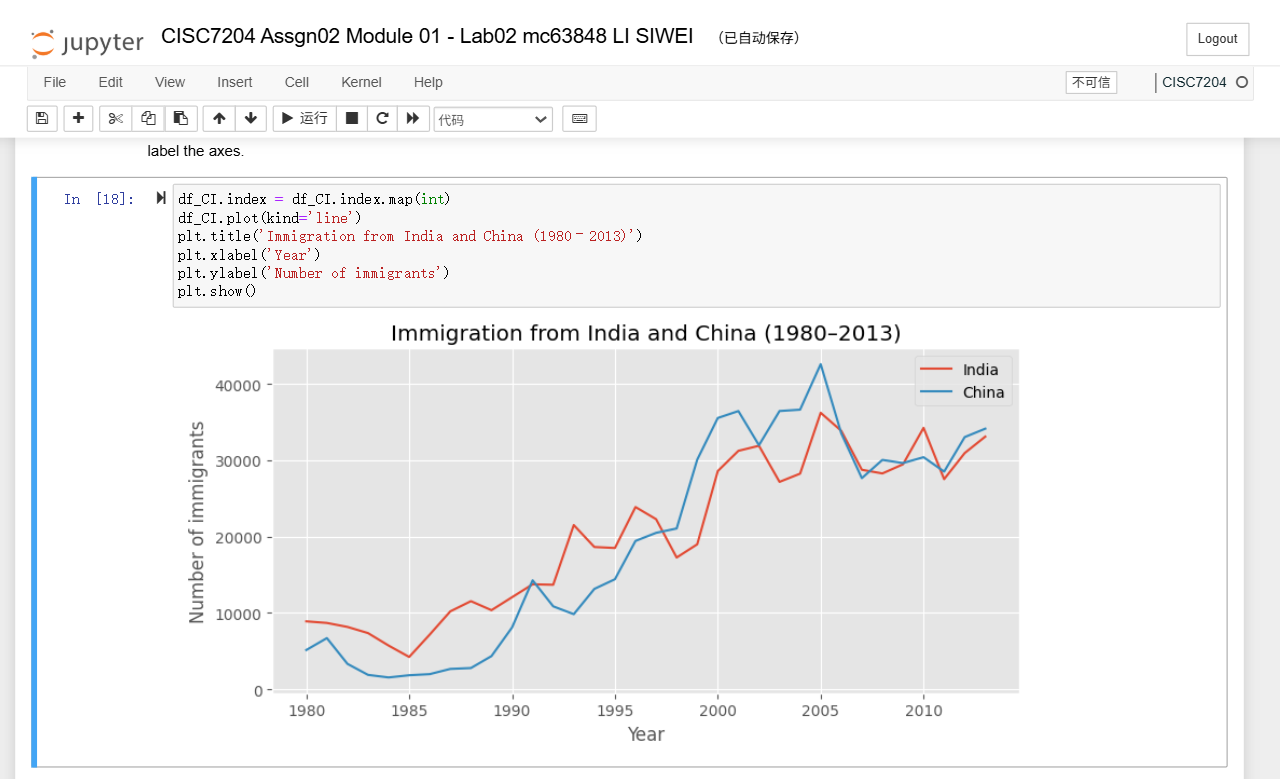 jupyter CISC7204 Assgn02 Module 01 - Lab02 mc63848 LI SIWEI (已自动保存) Logout
File Edit View Insert Cell Kernel Help 不可信 CISC7204
运行 代码
label the axes.
In [18]: df_CI.index = df_CI.index.map(int)
df_CI.plot(kind='line')
plt.title('Immigration from India and China (1980–2013)')
plt.xlabel('Year')
plt.ylabel('Number of immigrants')
plt.show()
Immigration from India and China (1980–2013)
India
China
Number of immigrants
40000
30000
20000
10000
0
1980 1985 1990 1995 2000 2005 2010
Year